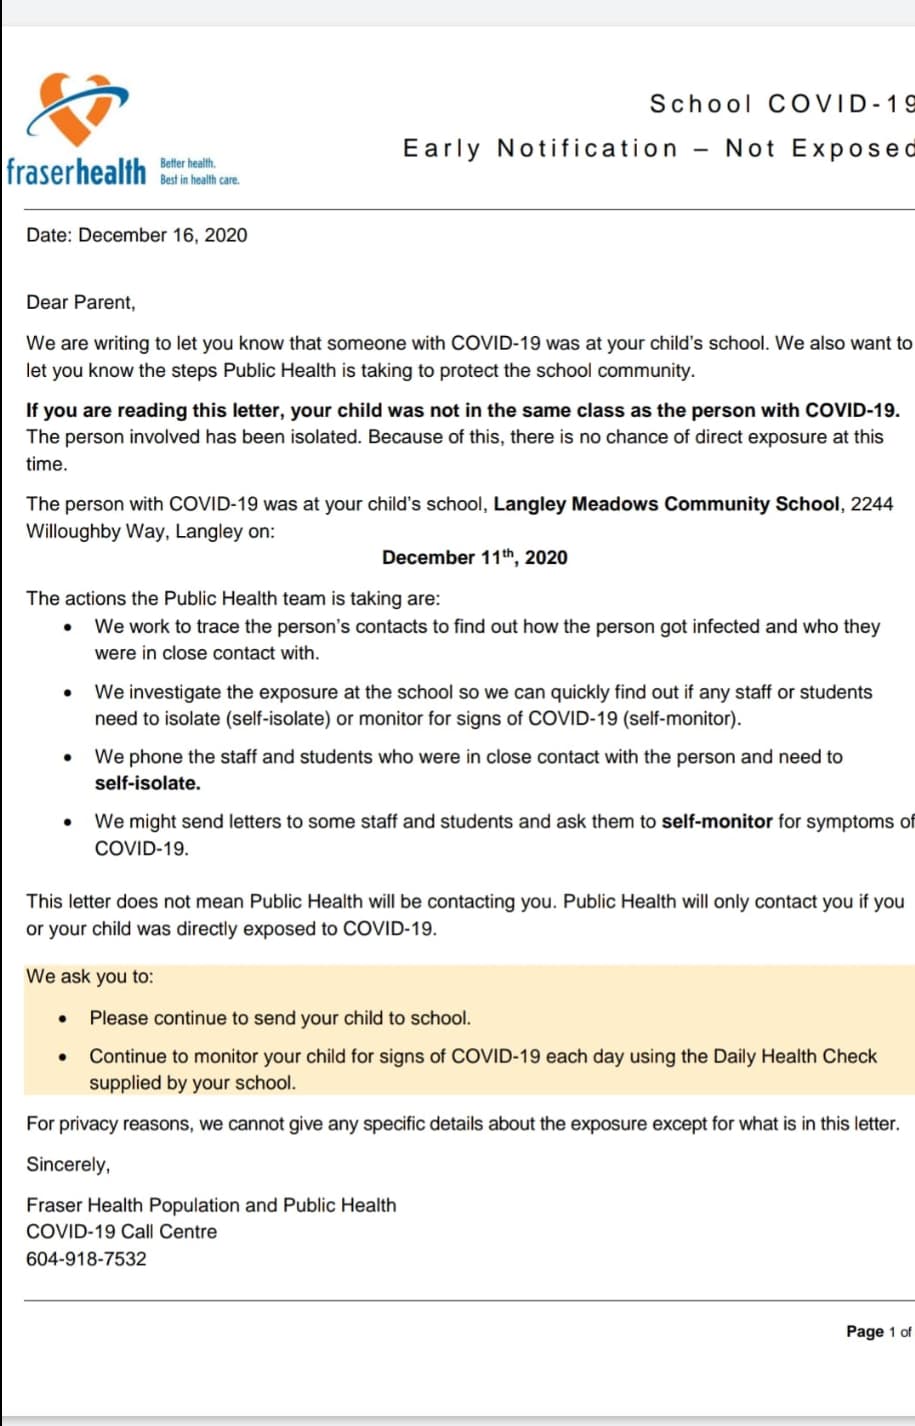 School COVID-19
Early Notification – Not Exposed
fraserhealth
Better health.
Best in health care.
Date: December 16, 2020
Dear Parent,
We are writing to let you know that someone with COVID-19 was at your child's school. We also want to
let you know the steps Public Health is taking to protect the school community.
If you are reading this letter, your child was not in the same class as the person with COVID-19.
The person involved has been isolated. Because of this, there is no chance of direct exposure at this
time.
The person with COVID-19 was at your child's school, Langley Meadows Community School, 2244
Willoughby Way, Langley on:
December 11th, 2020
The actions the Public Health team is taking are:
• We work to trace the person's contacts to find out how the person got infected and who they
were in close contact with.
• We investigate the exposure at the school so we can quickly find out if any staff or students
need to isolate (self-isolate) or monitor for signs of COVID-19 (self-monitor).
• We phone the staff and students who were in close contact with the person and need to
self-isolate.
• We might send letters to some staff and students and ask them to self-monitor for symptoms of
COVID-19.
This letter does not mean Public Health will be contacting you. Public Health will only contact you if you
or your child was directly exposed to COVID-19.
We ask you to:
• Please continue to send your child to school.
• Continue to monitor your child for signs of COVID-19 each day using the Daily Health Check
supplied by your school.
For privacy reasons, we cannot give any specific details about the exposure except for what is in this letter.
Sincerely,
Fraser Health Population and Public Health
COVID-19 Call Centre
604-918-7532
Page 1 of